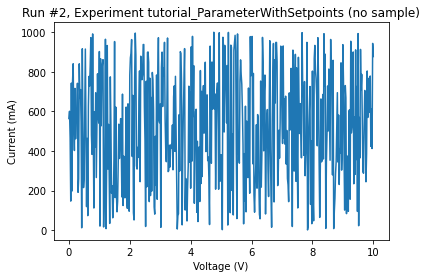 Run #2, Experiment tutorial_ParameterWithSetpoints (no sample)
1000
800
600
400
200
0
Current (mA)
0 2 4 6 8 10
Voltage (V)